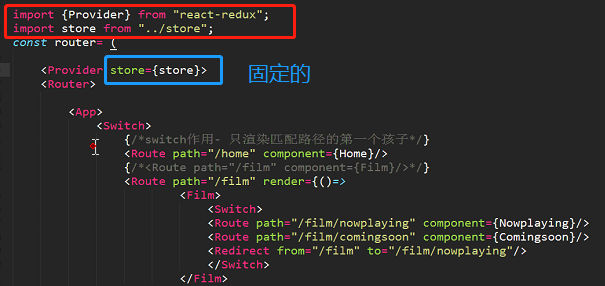 import {Provider} from "react-redux";
import store from "../store";
const router= (
<Provider store={store}>
固定的
<Router>
<App>
<Switch>
{/*switch作用- 只渲染匹配路径的第一个孩子*/}
<Route path="/home" component={Home}/>
{/*<Route path="/film" component={Film}/>*/}
<Route path="/film" render={()=>
<Film>
<Switch>
<Route path="/film/nowplaying" component={Nowplaying}/>
<Route path="/film/comingsoon" component={Comingsoon}/>
<Redirect from="/film" to="/film/nowplaying"/>
</Switch>
</Film>